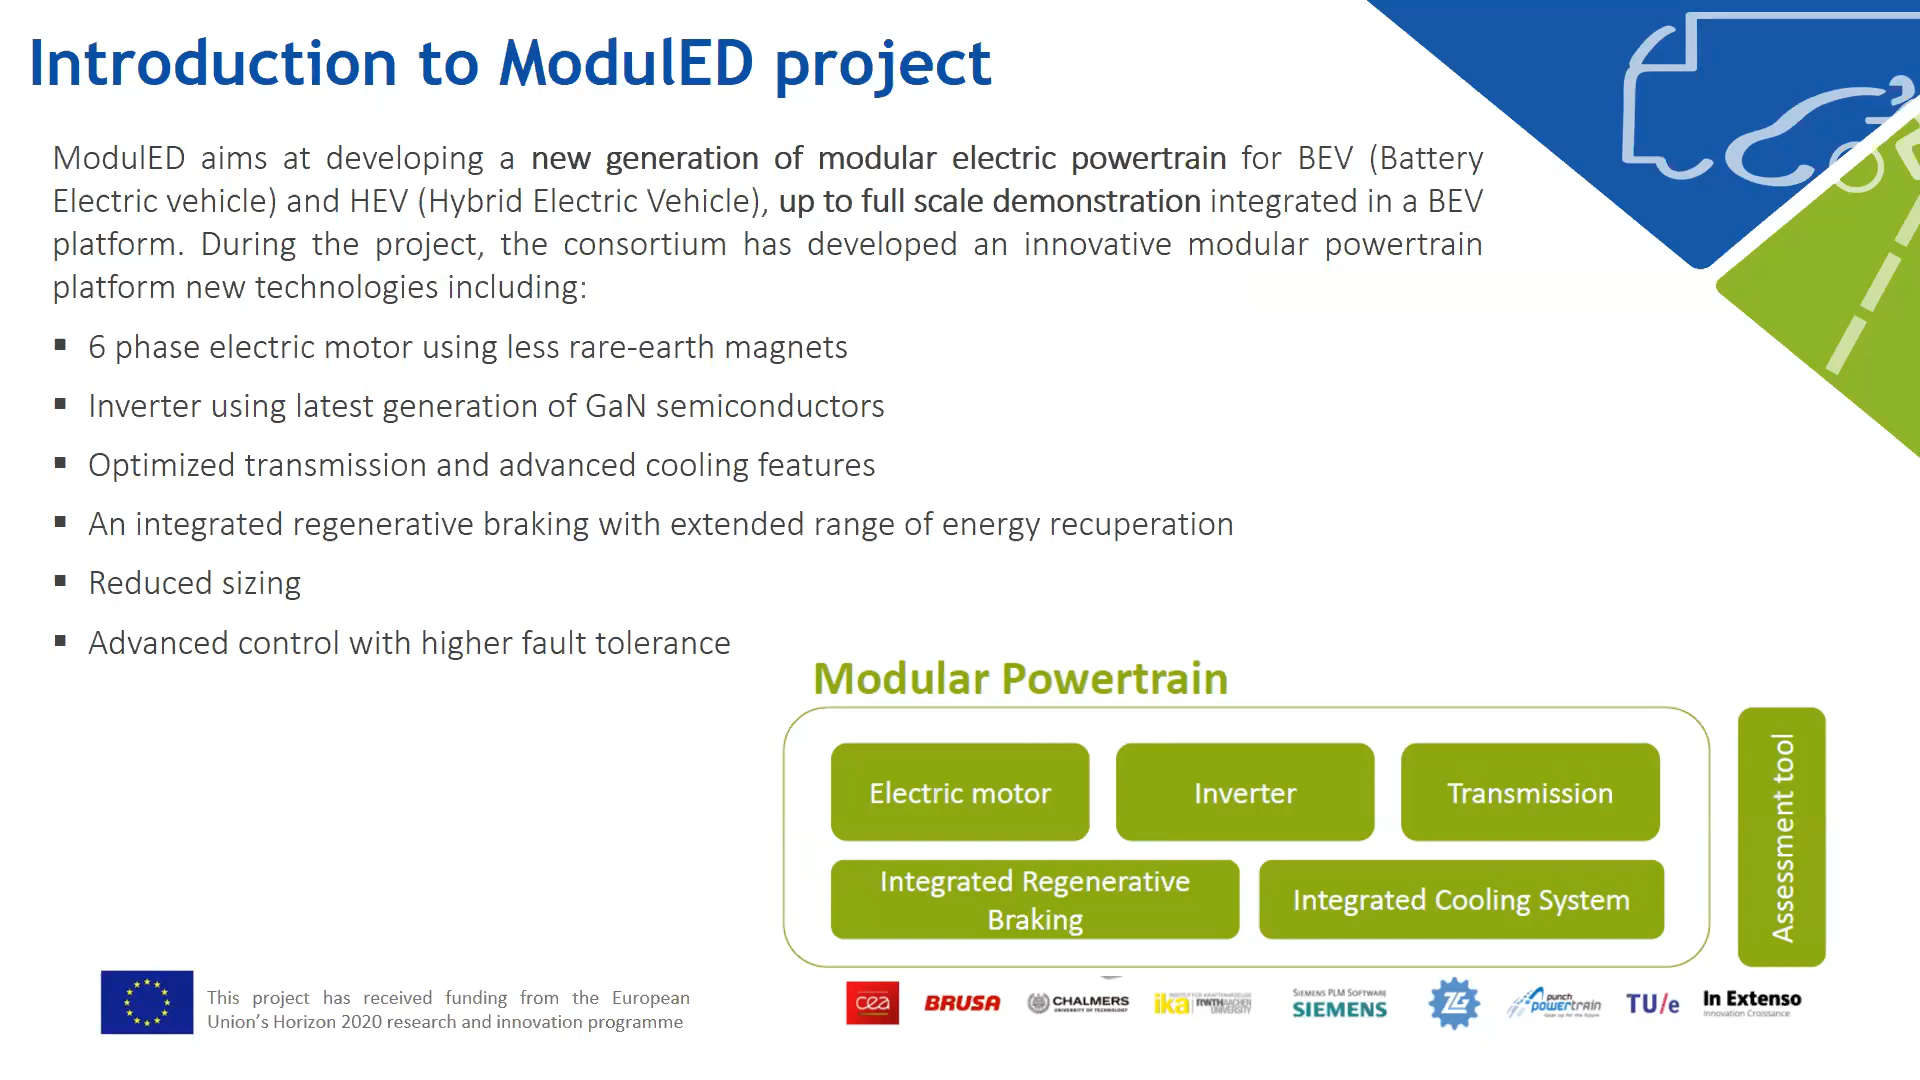 Introduction to ModulED project
ModulED aims at developing a new generation of modular electric powertrain for BEV (Battery
Electric vehicle) and HEV (Hybrid Electric Vehicle), up to full scale demonstration integrated in a BEV
platform. During the project, the consortium has developed an innovative modular powertrain
platform new technologies including:
▪ 6 phase electric motor using less rare-earth magnets
▪ Inverter using latest generation of GaN semiconductors
▪ Optimized transmission and advanced cooling features
▪ An integrated regenerative braking with extended range of energy recuperation
▪ Reduced sizing
▪ Advanced control with higher fault tolerance
Modular Powertrain
Electric motor
Inverter
Transmission
Integrated Regenerative
Braking
Integrated Cooling System
Assessment tool
This project has received funding from the European
Union's Horizon 2020 research and innovation programme
cea
BRUSA
CHALMERS
UNIVERSITY OF TECHNOLOGY
ika
RWTH AACHEN
UNIVERSITY
SIEMENS PLM SOFTWARE
SIEMENS
ZG
punch
powertrain
Gear up for the future
TU/e
In Extenso
Innovation Croissance